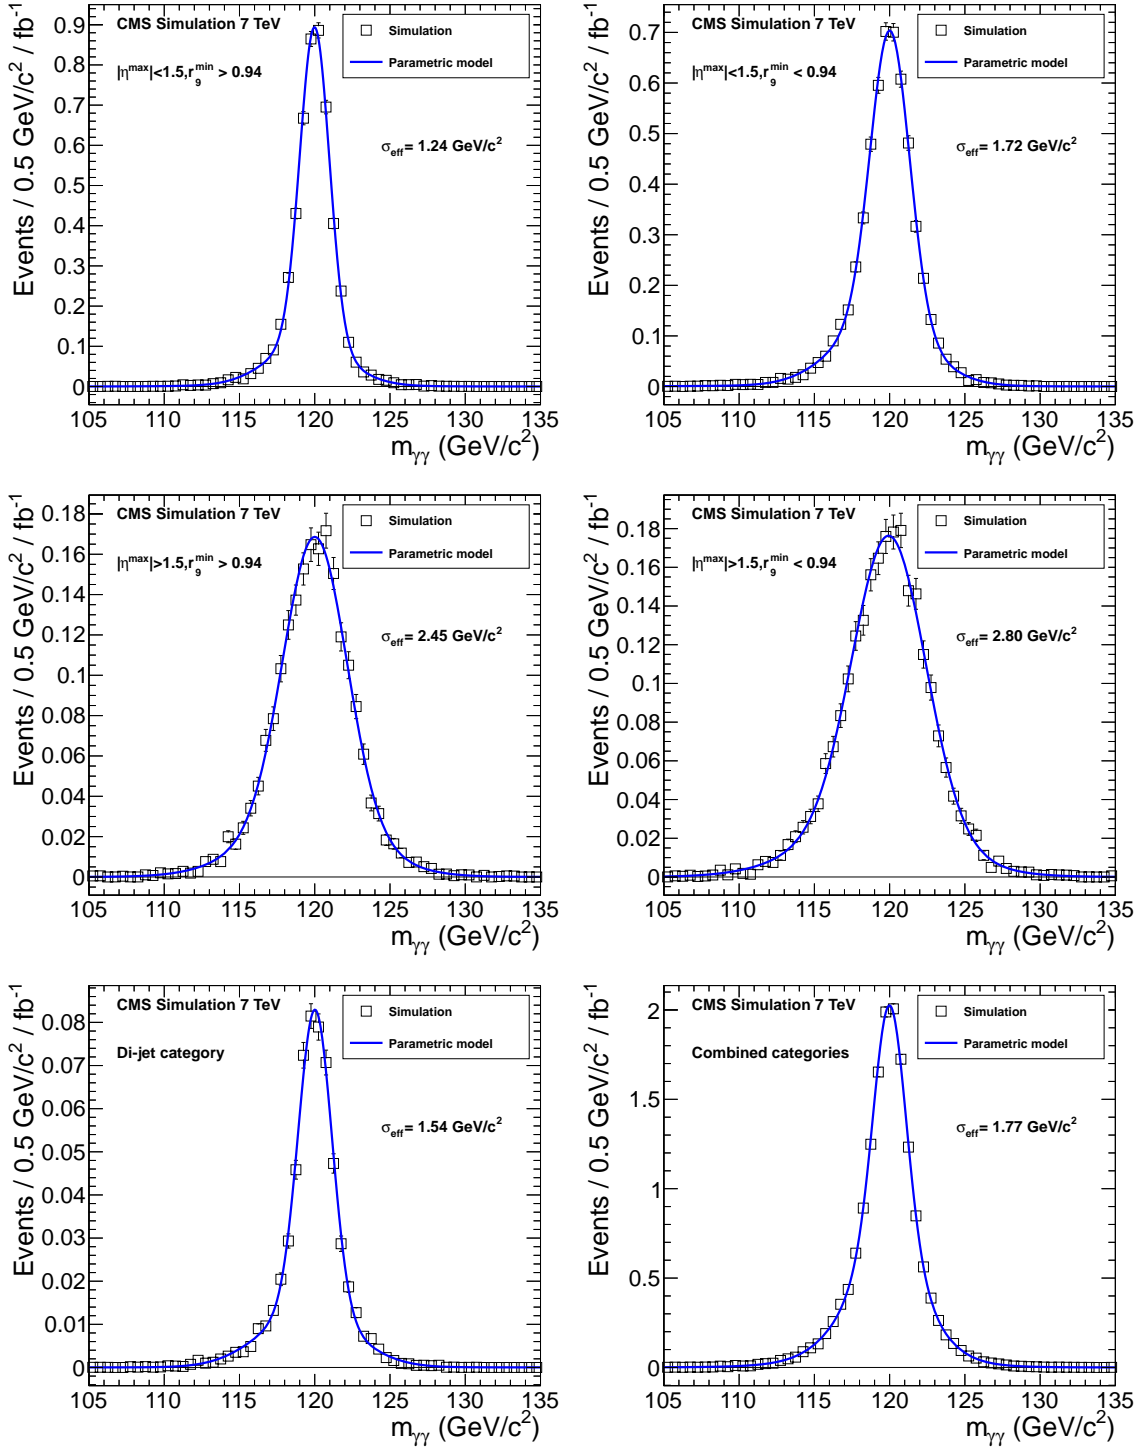 Events / 0.5 GeV/c² / fb⁻¹
CMS Simulation 7 TeV
|η^max|<1.5,r_9^min > 0.94
Simulation
Parametric model
σ_eff= 1.24 GeV/c²
0.9
0.8
0.7
0.6
0.5
0.4
0.3
0.2
0.1
0
105 110 115 120 125 130 135
m_γγ (GeV/c²)
Events / 0.5 GeV/c² / fb⁻¹
CMS Simulation 7 TeV
|η^max|<1.5,r_9^min < 0.94
Simulation
Parametric model
σ_eff= 1.72 GeV/c²
0.7
0.6
0.5
0.4
0.3
0.2
0.1
0
105 110 115 120 125 130 135
m_γγ (GeV/c²)
Events / 0.5 GeV/c² / fb⁻¹
CMS Simulation 7 TeV
|η^max|>1.5,r_9^min > 0.94
Simulation
Parametric model
σ_eff= 2.45 GeV/c²
0.18
0.16
0.14
0.12
0.1
0.08
0.06
0.04
0.02
0
105 110 115 120 125 130 135
m_γγ (GeV/c²)
Events / 0.5 GeV/c² / fb⁻¹
CMS Simulation 7 TeV
|η^max|>1.5,r_9^min < 0.94
Simulation
Parametric model
σ_eff= 2.80 GeV/c²
0.18
0.16
0.14
0.12
0.1
0.08
0.06
0.04
0.02
0
105 110 115 120 125 130 135
m_γγ (GeV/c²)
Events / 0.5 GeV/c² / fb⁻¹
CMS Simulation 7 TeV
Di-jet category
Simulation
Parametric model
σ_eff= 1.54 GeV/c²
0.08
0.07
0.06
0.05
0.04
0.03
0.02
0.01
0
105 110 115 120 125 130 135
m_γγ (GeV/c²)
Events / 0.5 GeV/c² / fb⁻¹
CMS Simulation 7 TeV
Combined categories
Simulation
Parametric model
σ_eff= 1.77 GeV/c²
2
1.5
1
0.5
0
105 110 115 120 125 130 135
m_γγ (GeV/c²)